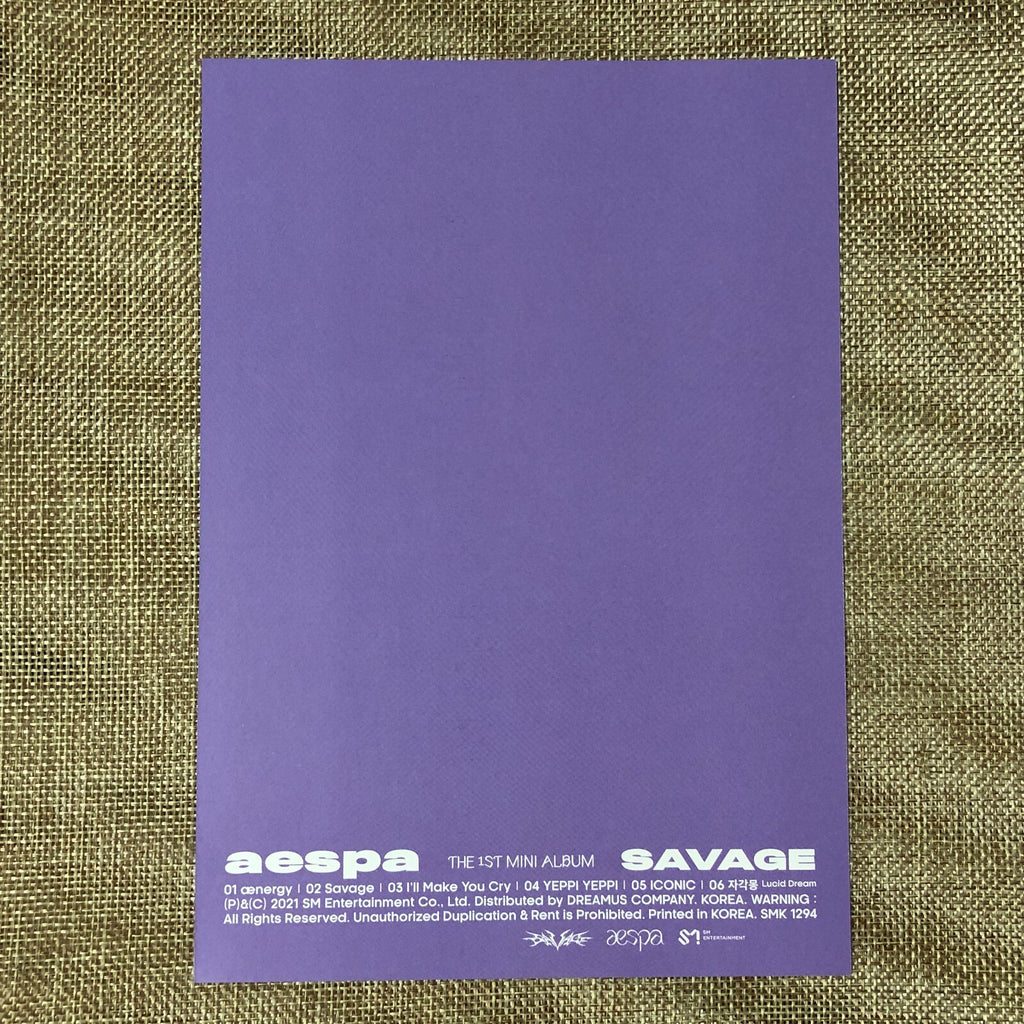 aespa THE 1ST MINI ALBUM SAVAGE
01 ænergy | 02 Savage | 03 I'll Make You Cry | 04 YEPPI YEPPI | 05 ICONIC | 06 자각몽 Lucid Dream
(P)&(C) 2021 SM Entertainment Co., Ltd. Distributed by DREAMUS COMPANY. KOREA. WARNING :
All Rights Reserved. Unauthorized Duplication & Rent is Prohibited. Printed in KOREA. SMK 1294
SAVAGE aespa SM SM ENTERTAINMENT